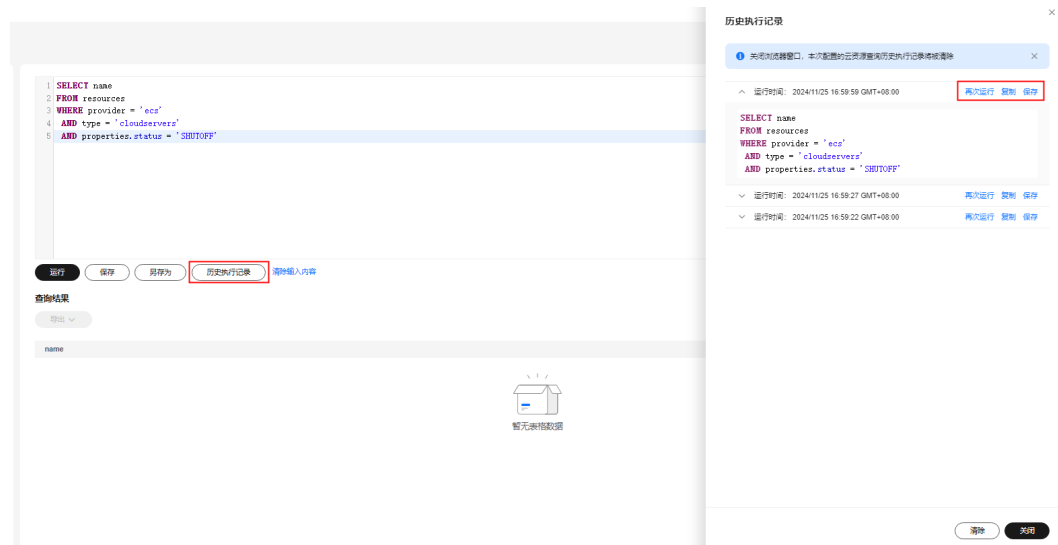 1 SELECT name
2 FROM resources
3 WHERE provider = 'ecs'
4 AND type = 'cloudservers'
5 AND properties.status = 'SHUTOFF'
运行 保存 另存为 历史执行记录 清除输入内容
查询结果
导出
name
暂无表格数据
历史执行记录
关闭浏览器窗口，本次配置的云资源查询历史执行记录将被清除
运行时间： 2024/11/25 16:59:59 GMT+08:00 再次运行 复制 保存
SELECT name
FROM resources
WHERE provider = 'ecs'
AND type = 'cloudservers'
AND properties.status = 'SHUTOFF'
运行时间： 2024/11/25 16:59:27 GMT+08:00 再次运行 复制 保存
运行时间： 2024/11/25 16:59:22 GMT+08:00 再次运行 复制 保存
清除 关闭